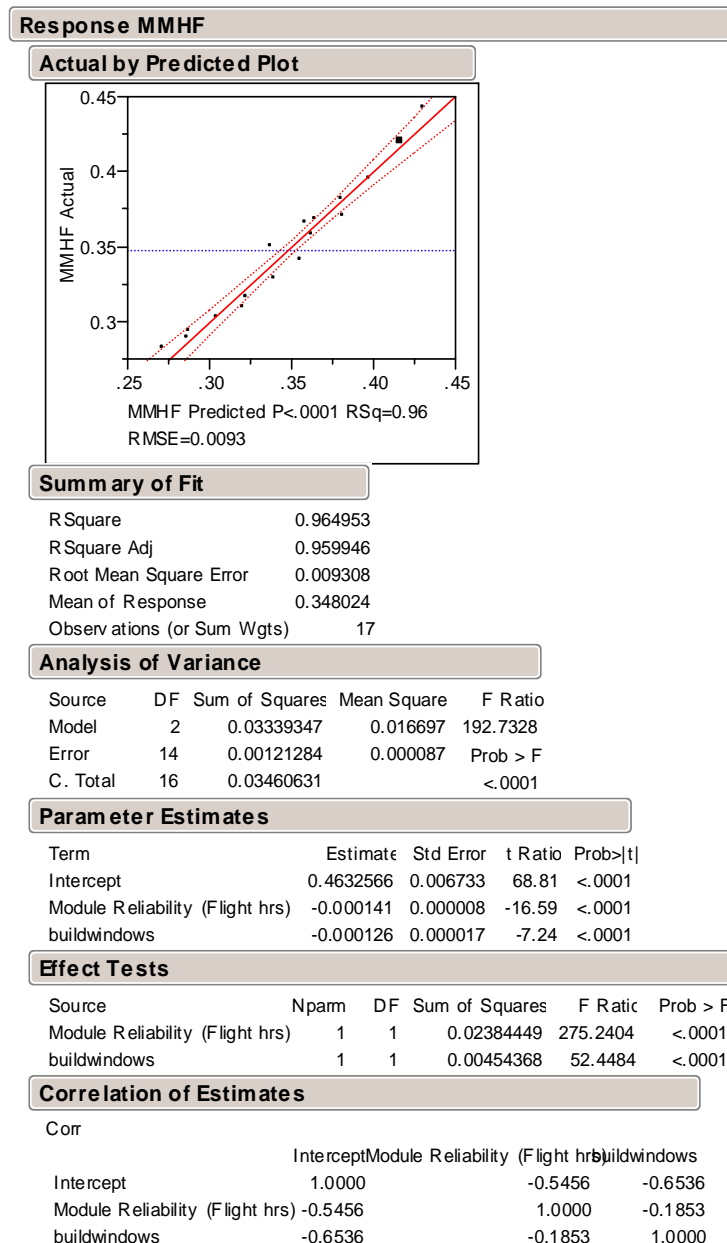 Response MMHF
Actual by Predicted Plot
0.45
0.4
0.35
0.3
MMHF Actual
.25 .30 .35 .40 .45
MMHF Predicted P<.0001 RSq=0.96
RMSE=0.0093
Summary of Fit
RSquare 0.964953
RSquare Adj 0.959946
Root Mean Square Error 0.009308
Mean of Response 0.348024
Observations (or Sum Wgts) 17
Analysis of Variance
Source DF Sum of Squares Mean Square F Ratio
Model 2 0.03339347 0.016697 192.7328
Error 14 0.00121284 0.000087 Prob > F
C. Total 16 0.03460631 <.0001
Parameter Estimates
Term Estimate Std Error t Ratio Prob>|t|
Intercept 0.4632566 0.006733 68.81 <.0001
Module Reliability (Flight hrs) -0.000141 0.000008 -16.59 <.0001
buildwindows -0.000126 0.000017 -7.24 <.0001
Effect Tests
Source Nparm DF Sum of Squares F Ratio Prob > F
Module Reliability (Flight hrs) 1 1 0.02384449 275.2404 <.0001
buildwindows 1 1 0.00454368 52.4484 <.0001
Correlation of Estimates
Corr
Intercept Module Reliability (Flight hrs) buildwindows
Intercept 1.0000 -0.5456 -0.6536
Module Reliability (Flight hrs) -0.5456 1.0000 -0.1853
buildwindows -0.6536 -0.1853 1.0000